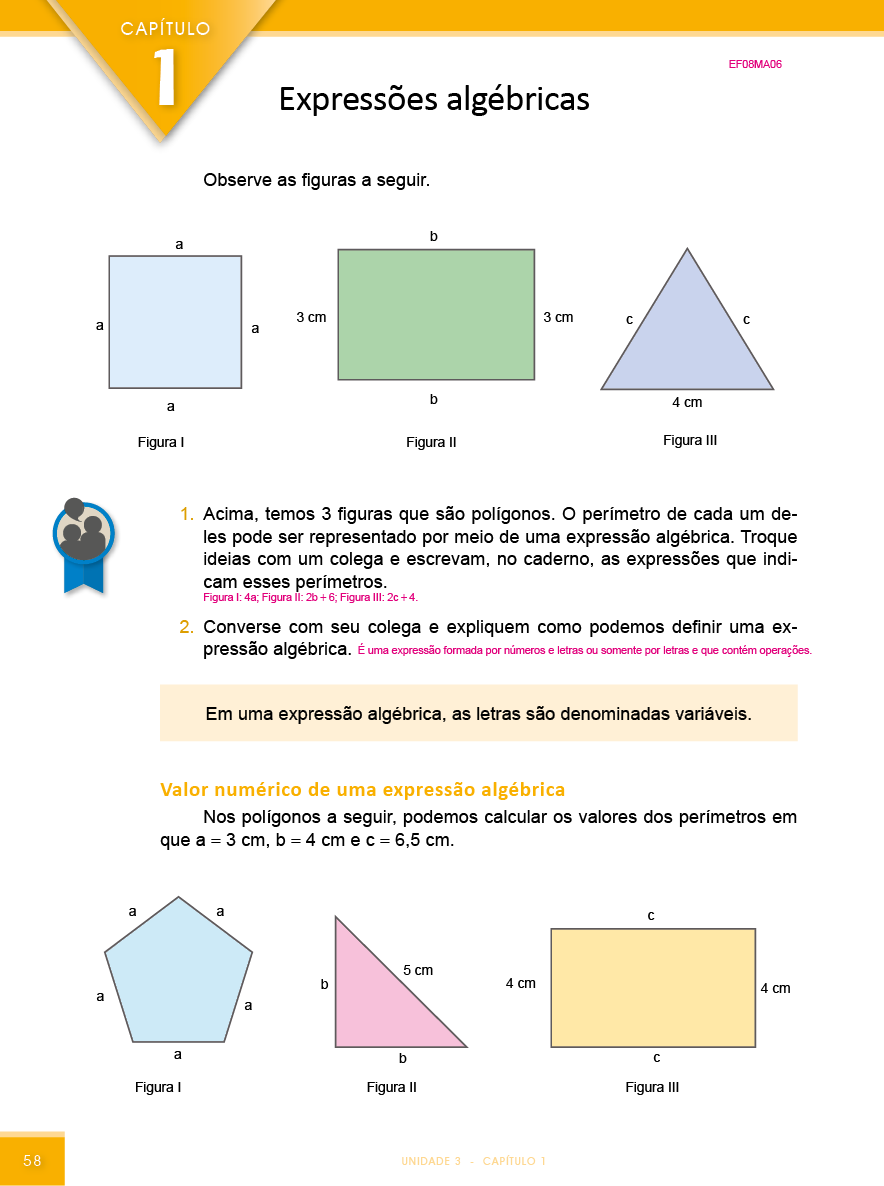 CAPÍTULO
1
EF08MA06
Expressões algébricas
Observe as figuras a seguir.
a
a
a
a
Figura I
b
3 cm
3 cm
b
Figura II
c
c
4 cm
Figura III
1. Acima, temos 3 figuras que são polígonos. O perímetro de cada um de-
les pode ser representado por meio de uma expressão algébrica. Troque
ideias com um colega e escrevam, no caderno, as expressões que indi-
cam esses perímetros.
Figura I: 4a; Figura II: 2b + 6; Figura III: 2c + 4.
2. Converse com seu colega e expliquem como podemos definir uma ex-
pressão algébrica. É uma expressão formada por números e letras ou somente por letras e que contém operações.
Em uma expressão algébrica, as letras são denominadas variáveis.
Valor numérico de uma expressão algébrica
Nos polígonos a seguir, podemos calcular os valores dos perímetros em
que a = 3 cm, b = 4 cm e c = 6,5 cm.
a
a
a
a
a
Figura I
b
5 cm
b
Figura II
c
4 cm
4 cm
c
Figura III
58
UNIDADE 3 - CAPÍTULO 1